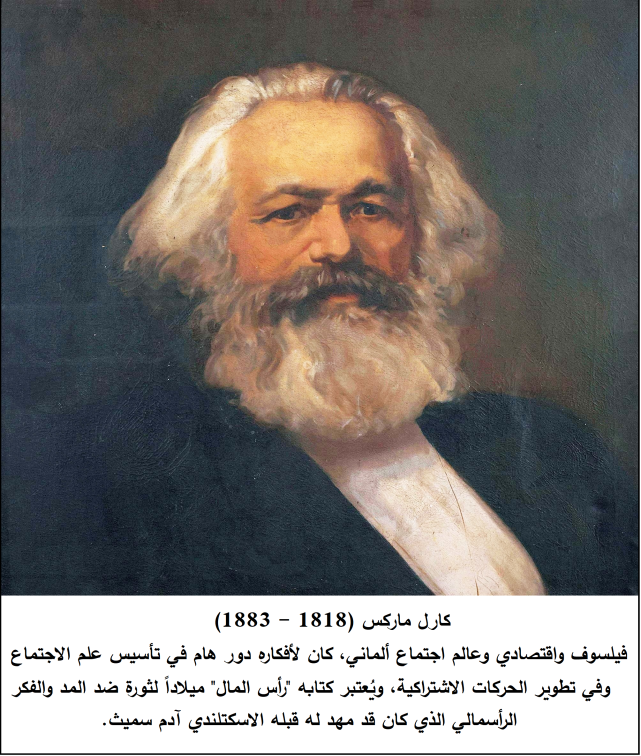 كارل ماركس (1818 – 1883)
فيلسوف واقتصادي وعالم اجتماع ألماني، كان لأفكاره دور هام في تأسيس علم الاجتماع
وفي تطوير الحركات الاشتراكية، ويُعتبر كتابه "رأس المال" ميلاداً لثورة ضد المد والفكر
الرأسمالي الذي كان قد مهد له قبله الاسكتلندي آدم سميث.